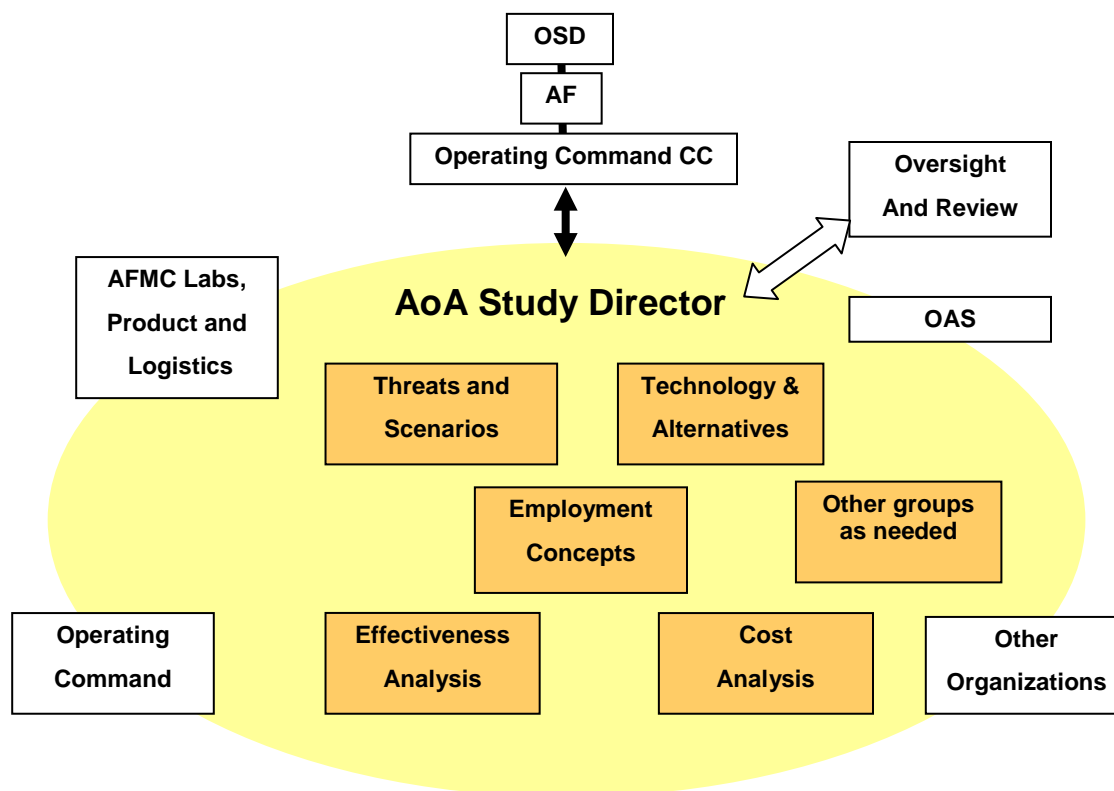 OSD
AF
Operating Command CC
Oversight
And Review
AFMC Labs,
Product and
Logistics
AoA Study Director
OAS
Threats and
Scenarios
Technology &
Alternatives
Employment
Concepts
Other groups
as needed
Operating
Command
Effectiveness
Analysis
Cost
Analysis
Other
Organizations